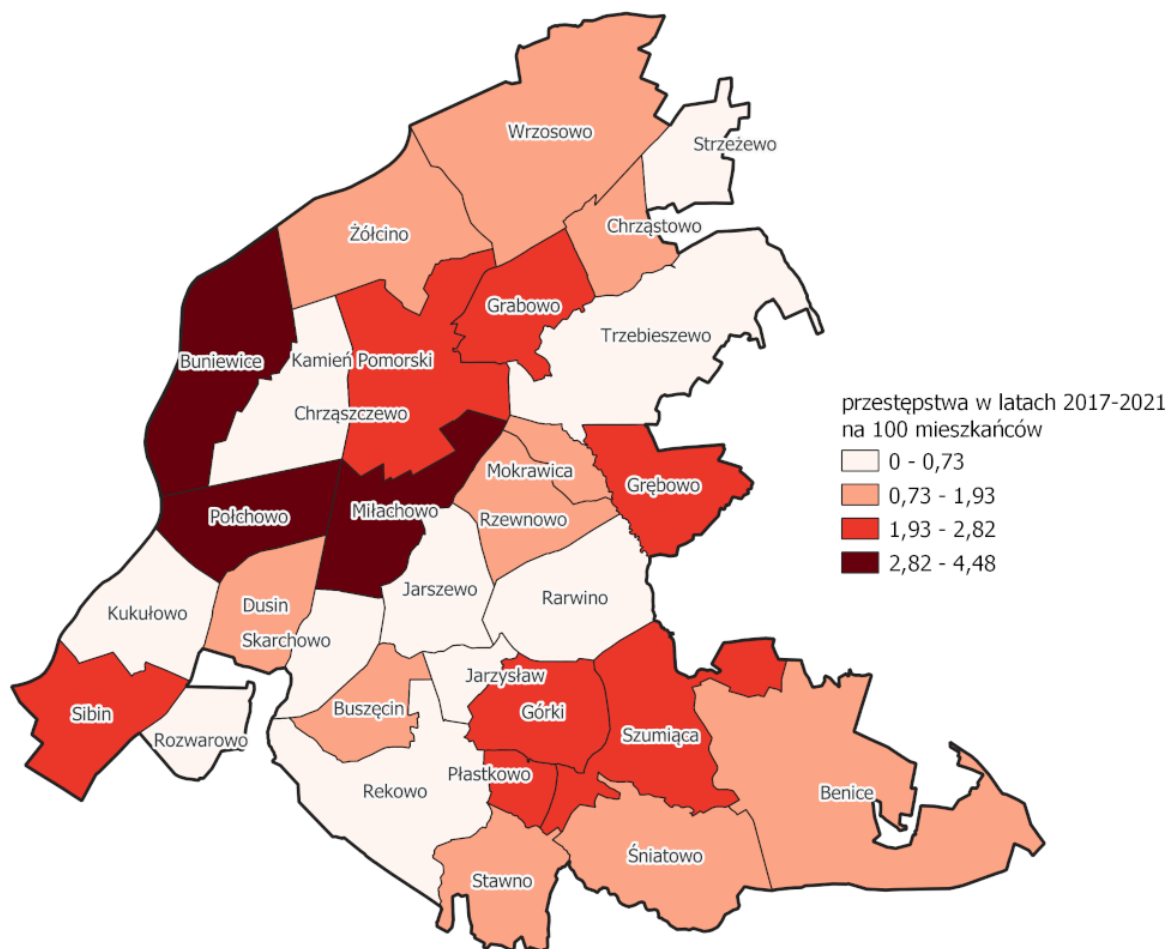 Wrzosowo
Strzeżewo
Chrząstowo
Żółcino
Grabowo
Trzebieszewo
Buniewice
Kamień Pomorski
Chrząszczewo
przestępstwa w latach 2017-2021
na 100 mieszkańców
0 - 0,73
0,73 - 1,93
1,93 - 2,82
2,82 - 4,48
Mokrawica
Grębowo
Połchowo
Miłachowo
Rzewnowo
Jarszewo
Rarwino
Kukułowo
Dusin
Skarchowo
Jarzysław
Buszęcin
Górki
Sibin
Rozwarowo
Szumiąca
Płastkowo
Rekowo
Benice
Śniatowo
Stawno